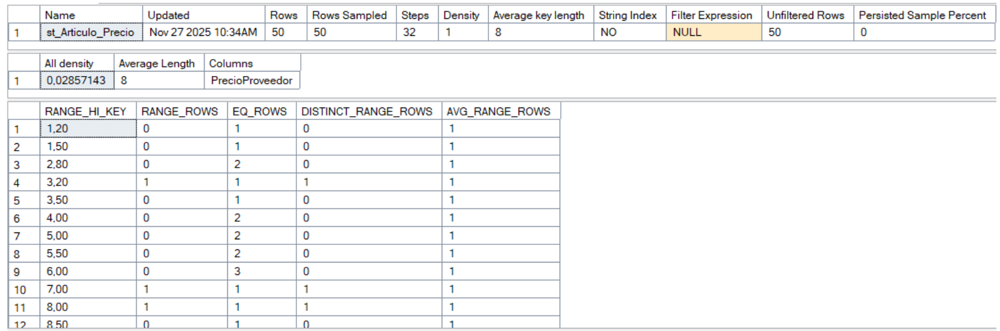 Name Updated Rows Rows Sampled Steps Density Average key length String Index Filter Expression Unfiltered Rows Persisted Sample Percent
1 st_Articulo_Precio Nov 27 2025 10:34AM 50 50 32 1 8 NO NULL 50 0
All density Average Length Columns
1 0,02857143 8 PrecioProveedor
RANGE_HI_KEY RANGE_ROWS EQ_ROWS DISTINCT_RANGE_ROWS AVG_RANGE_ROWS
1 1,20 0 1 0 1
2 1,50 0 1 0 1
3 2,80 0 2 0 1
4 3,20 1 1 1 1
5 3,50 0 1 0 1
6 4,00 0 2 0 1
7 5,00 0 2 0 1
8 5,50 0 2 0 1
9 6,00 0 3 0 1
10 7,00 1 1 1 1
11 8,00 1 1 1 1
12 8,50 0 1 0 1